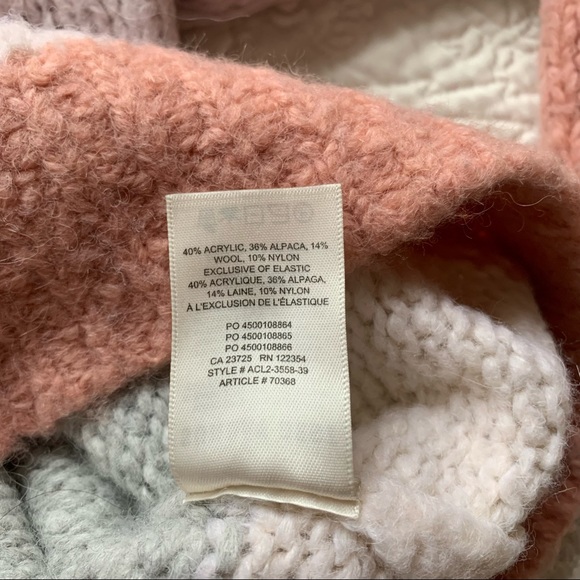 40% ACRYLIC, 36% ALPACA, 14%
WOOL, 10% NYLON
EXCLUSIVE OF ELASTIC
40% ACRYLIQUE, 36% ALPAGA,
14% LAINE, 10% NYLON
À L'EXCLUSION DE L'ÉLASTIQUE
PO 4500108864
PO 4500108865
PO 4500108866
CA 23725 RN 122354
STYLE # ACL2-3558-39
ARTICLE # 70368